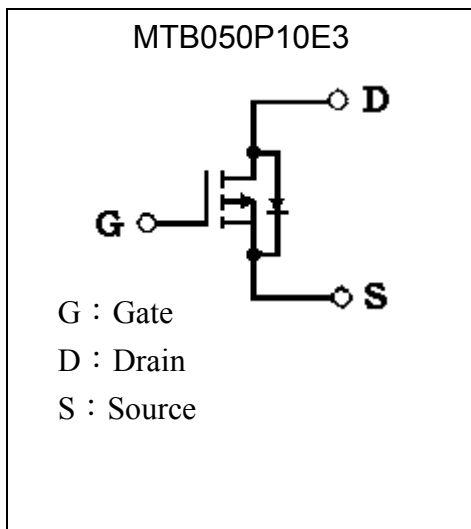 MTB050P10E3
D
G
S
G：Gate
D：Drain
S：Source